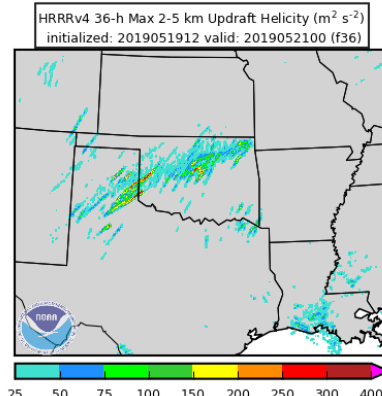 HRRRv4 36-h Max 2-5 km Updraft Helicity (m² s⁻²)
initialized: 2019051912 valid: 2019052100 (f36)
noaa
25 50 75 100 150 200 250 300 400